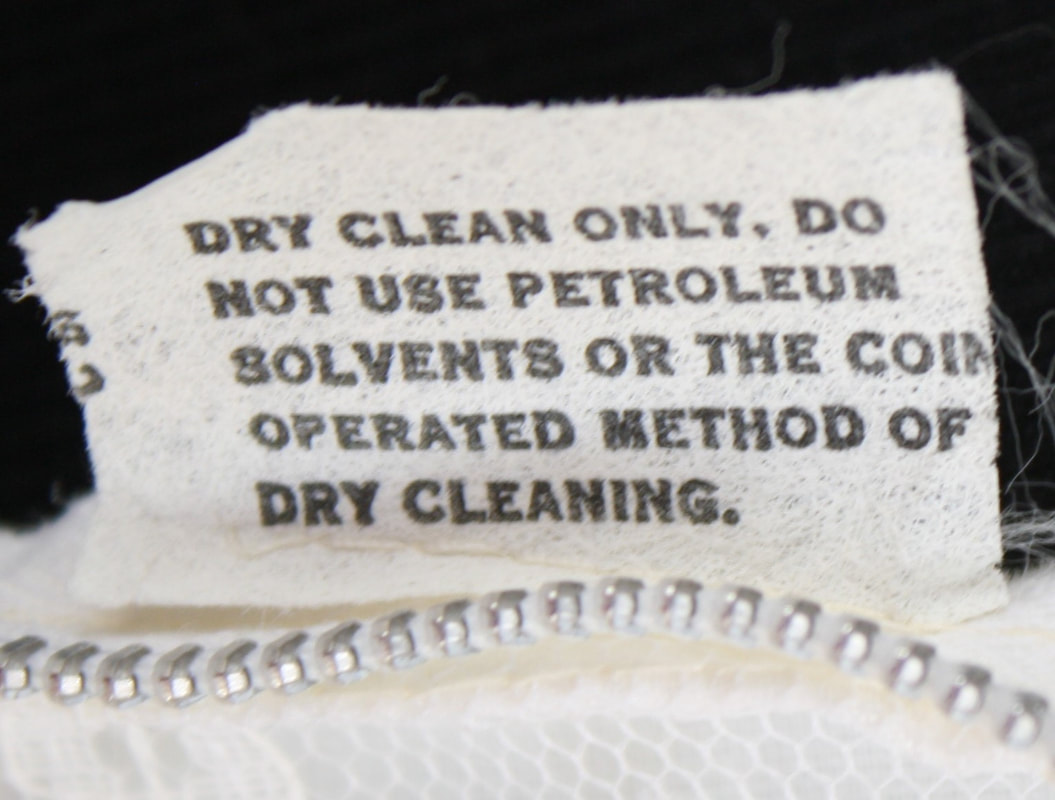 DRY CLEAN ONLY. DO
NOT USE PETROLEUM
SOLVENTS OR THE COIN
OPERATED METHOD OF
DRY CLEANING.